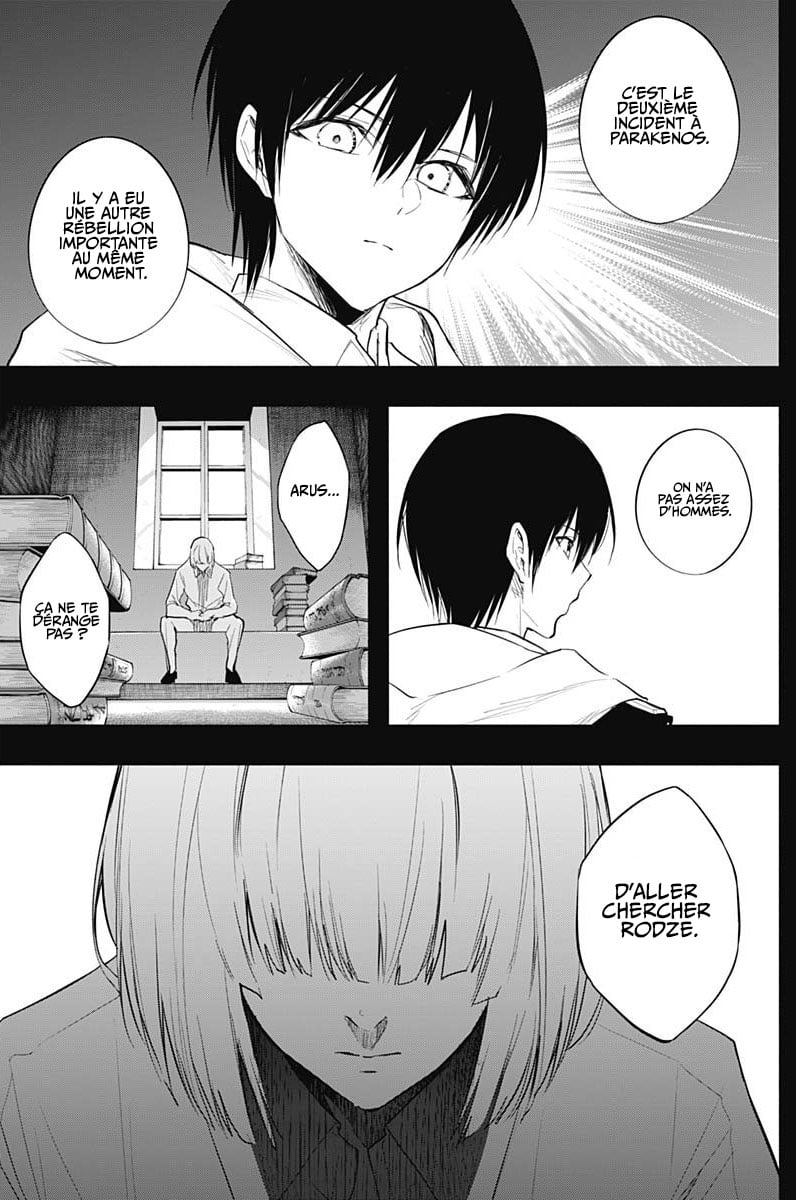 C'EST LE
DEUXIÈME
INCIDENT À
PARAKENOS.
IL Y A EU
UNE AUTRE
RÉBELLION
IMPORTANTE
AU MÊME
MOMENT.
ON N'A
PAS ASSEZ
D'HOMMES.
ARUS...
ÇA NE TE
DÉRANGE
PAS ?
D'ALLER
CHERCHER
RODZE.